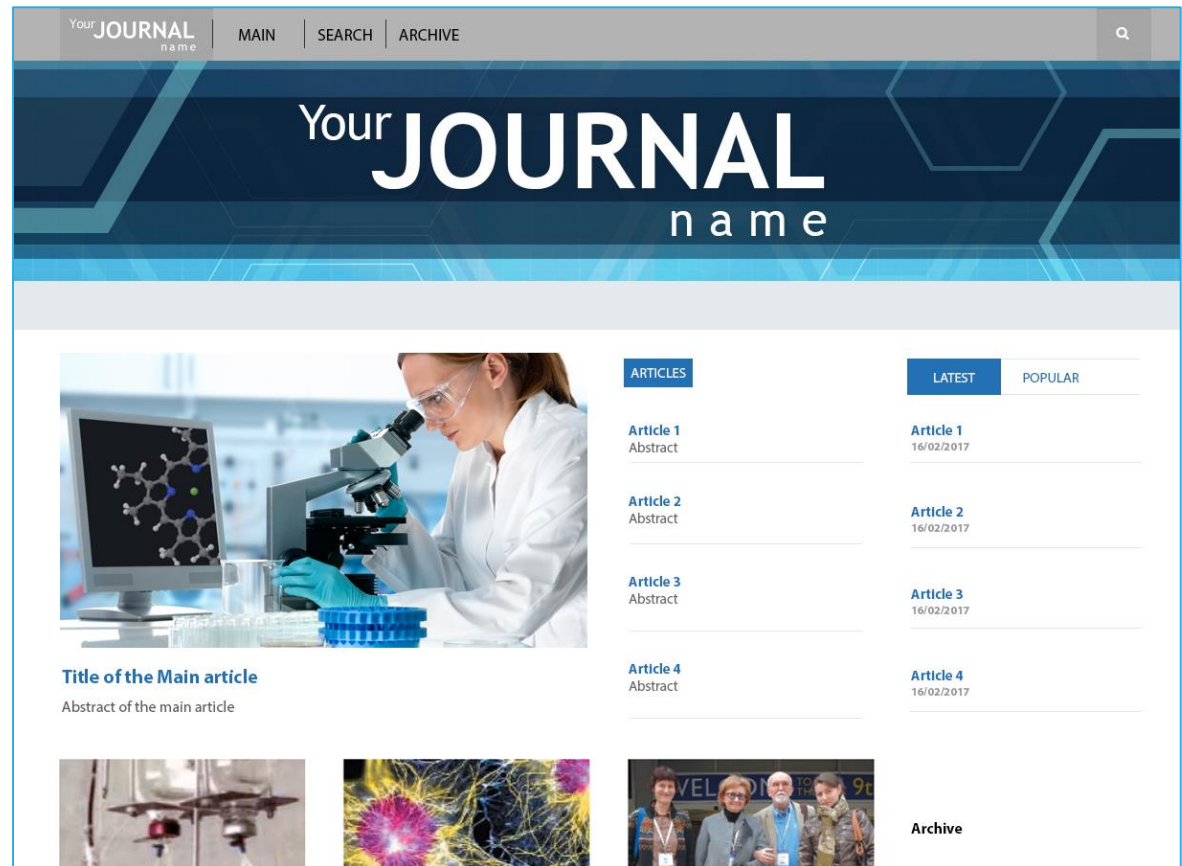 Your JOURNAL
name
MAIN
SEARCH
ARCHIVE
Your JOURNAL
name
Title of the Main article
Abstract of the main article
ARTICLES
Article 1
Abstract
Article 2
Abstract
Article 3
Abstract
Article 4
Abstract
LATEST
POPULAR
Article 1
16/02/2017
Article 2
16/02/2017
Article 3
16/02/2017
Article 4
16/02/2017
Archive